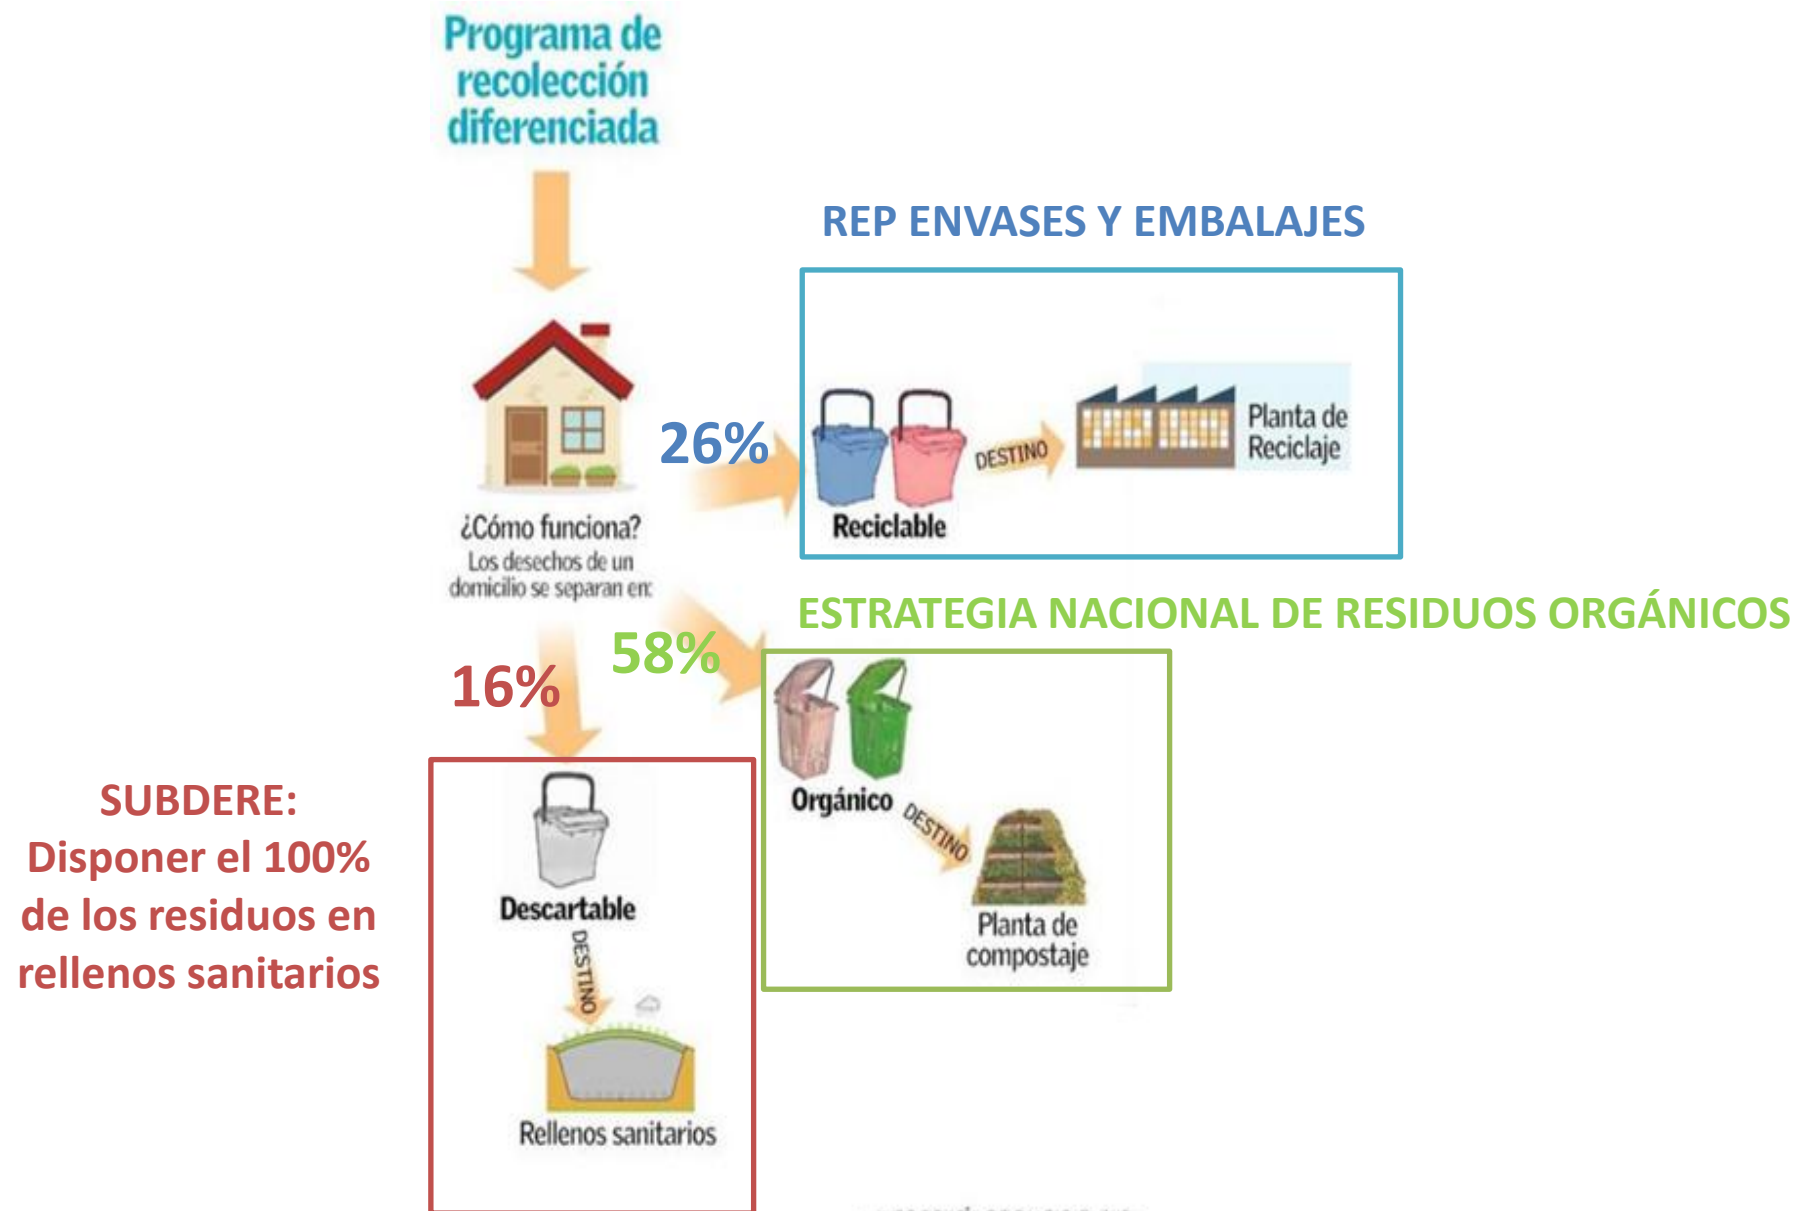 Programa de
recolección
diferenciada
REP ENVASES Y EMBALAJES
26%
DESTINO
Planta de
Reciclaje
Reciclable
¿Cómo funciona?
Los desechos de un
domicilio se separan en:
ESTRATEGIA NACIONAL DE RESIDUOS ORGÁNICOS
58%
16%
Orgánico
DESTINO
Planta de
compostaje
SUBDERE:
Disponer el 100%
de los residuos en
rellenos sanitarios
Descartable
DESTINO
Rellenos sanitarios